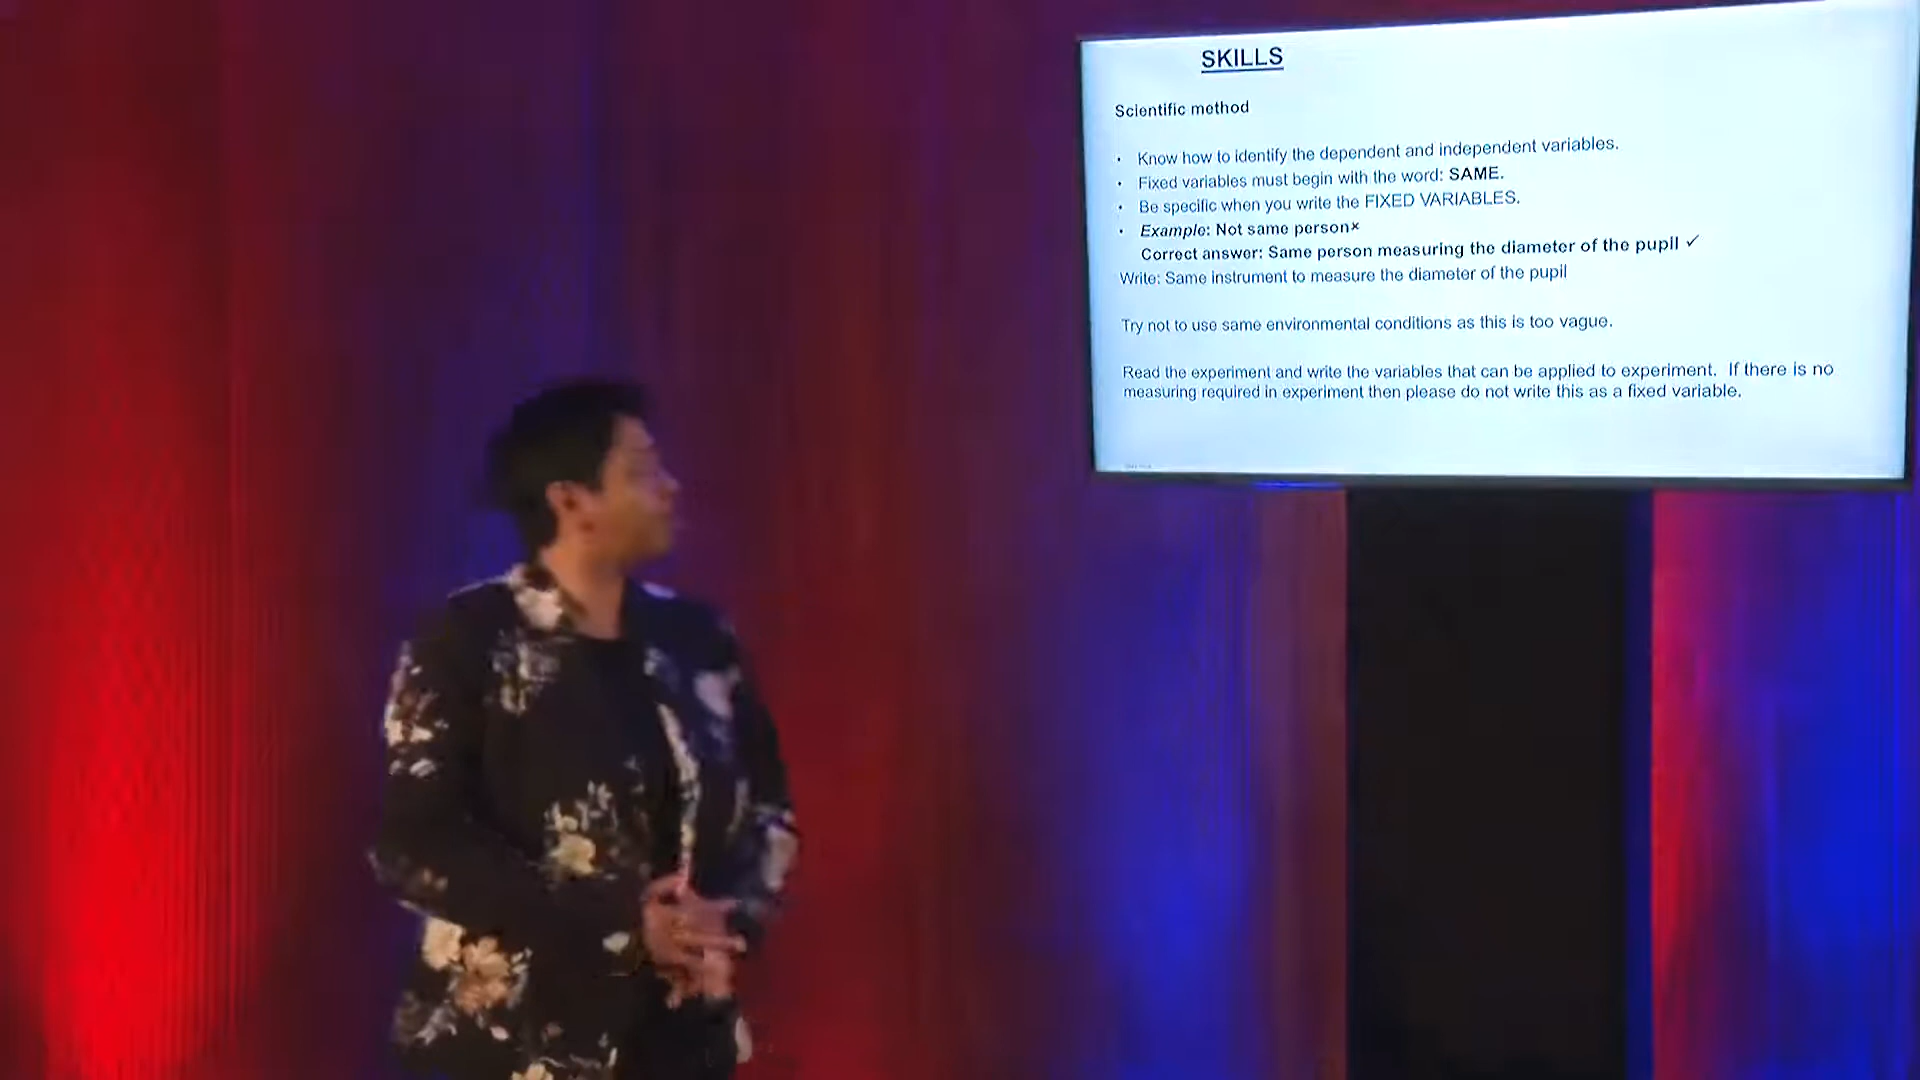 SKILLS
Scientific method
• Know how to identify the dependent and independent variables.
• Fixed variables must begin with the word: SAME.
• Be specific when you write the FIXED VARIABLES.
• Example: Not same person×
Correct answer: Same person measuring the diameter of the pupil ✓
Write: Same instrument to measure the diameter of the pupil
Try not to use same environmental conditions as this is too vague.
Read the experiment and write the variables that can be applied to experiment. If there is no
measuring required in experiment then please do not write this as a fixed variable.